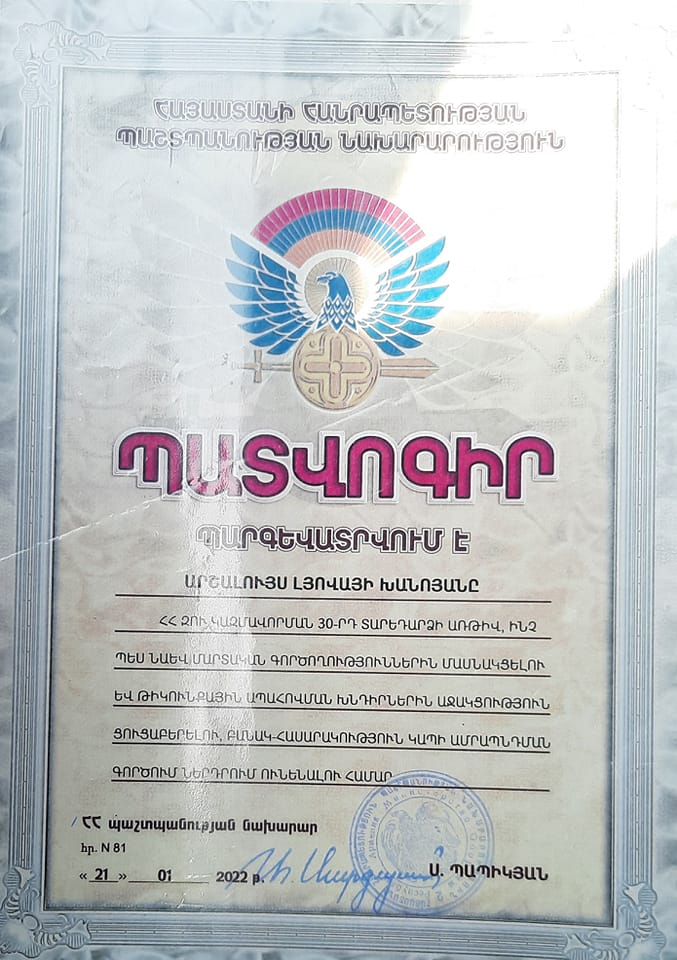 ՀԱՅԱՍՏԱՆԻ ՀԱՆՐԱՊԵՏՈՒԹՅԱՆ
ՊԱՇՏՊԱՆՈՒԹՅԱՆ ՆԱԽԱՐԱՐՈՒԹՅՈՒՆ
ՊԱՏՎՈԳԻՐ
ՊԱՐԳԵՎԱՏՐՎՈՒՄ Է
ԱՐՇԱԼՈՒՅՍ ԼՅՈՎԱՅԻ ԽԱՆՈՅԱՆԸ
ՀՀ ԶՈՒ ԿԱԶՄԱՎՈՐՄԱՆ 30-ՐԴ ՏԱՐԵԴԱՐՁԻ ԱՌԹԻՎ, ԻՆՉ
ՊԵՍ ՆԱԵՎ ՄԱՐՏԱԿԱՆ ԳՈՐԾՈՂՈՒԹՅՈՒՆՆԵՐԻՆ ՄԱՍՆԱԿՑԵԼՈՒ
ԵՎ ԹԻԿՈՒՆՔԱՅԻՆ ԱՊԱՀՈՎՄԱՆ ԽՆԴԻՐՆԵՐԻՆ ԱՋԱԿՑՈՒԹՅՈՒՆ
ՑՈՒՑԱԲԵՐԵԼՈՒ, ԲԱՆԱԿ-ՀԱՍԱՐԱԿՈՒԹՅՈՒՆ ԿԱՊԻ ԱՄՐԱՊՆԴՄԱՆ
ԳՈՐԾՈՒՄ ՆԵՐԴՐՈՒՄ ՈՒՆԵՆԱԼՈՒ ՀԱՄԱՐ
ՀՀ պաշտպանության նախարար
հր. N 81
« 21 » 01 2022 թ.
Ս. ՊԱՊԻԿՅԱՆ